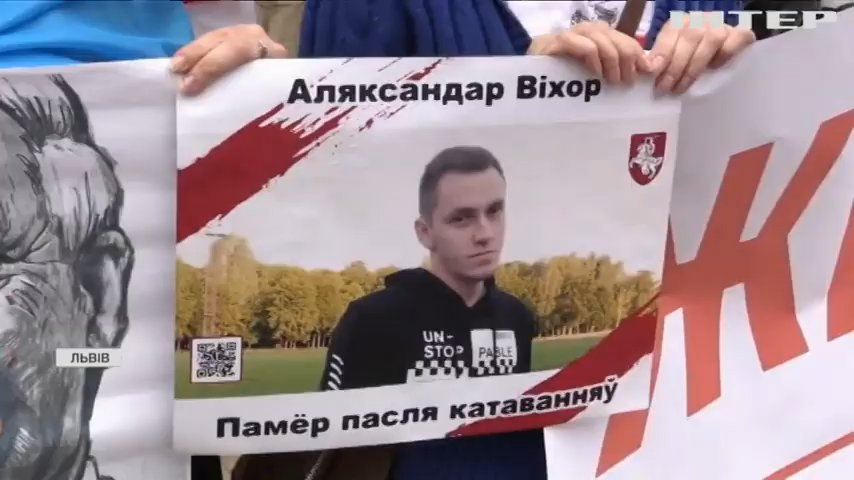 ІНТЕР
Аляксандар Віхор
UN-
STOP
PABLE
ЛЬВІВ
Памёр пасля катаванняў